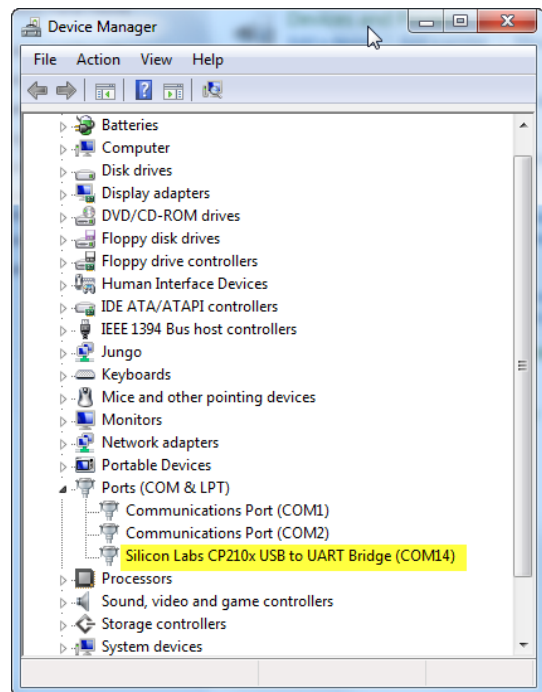 Device Manager
File Action View Help
Batteries
Computer
Disk drives
Display adapters
DVD/CD-ROM drives
Floppy disk drives
Floppy drive controllers
Human Interface Devices
IDE ATA/ATAPI controllers
IEEE 1394 Bus host controllers
Jungo
Keyboards
Mice and other pointing devices
Monitors
Network adapters
Portable Devices
Ports (COM & LPT)
Communications Port (COM1)
Communications Port (COM2)
Silicon Labs CP210x USB to UART Bridge (COM14)
Processors
Sound, video and game controllers
Storage controllers
System devices